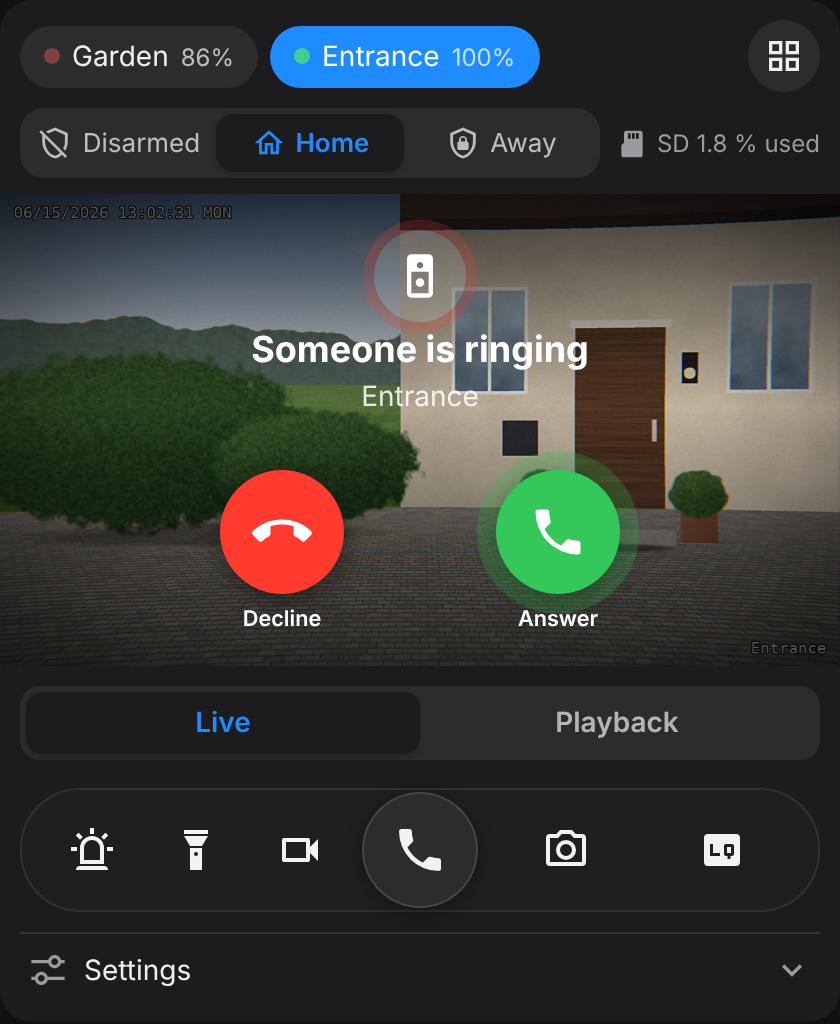 Garden 86% Entrance 100%
Disarmed Home Away SD 1.8 % used
06/15/2026 13:02:31 MON
Someone is ringing
Entrance
Decline Answer
Entrance
Live Playback
LQ
Settings